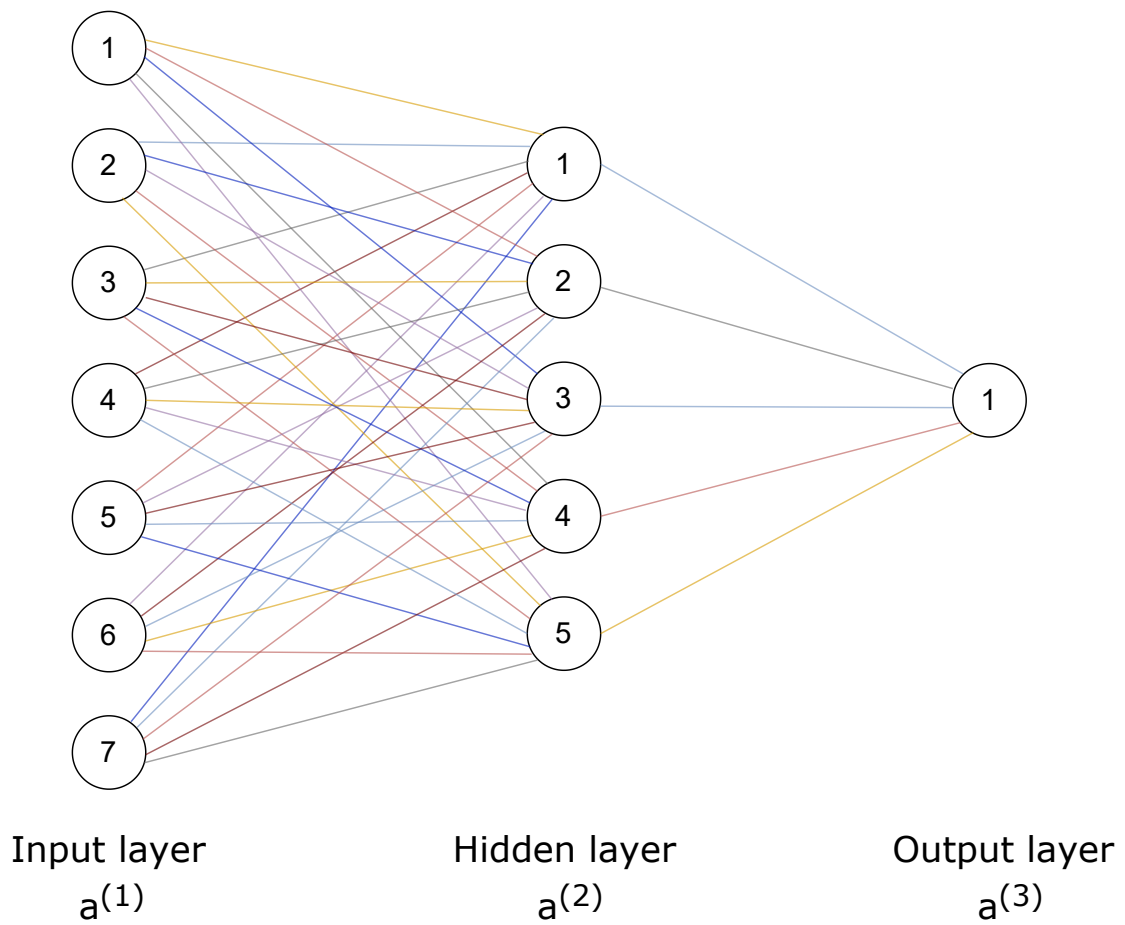 1
2
3
4
5
6
7
1
2
3
4
5
1
Input layer
a(1)
Hidden layer
a(2)
Output layer
a(3)